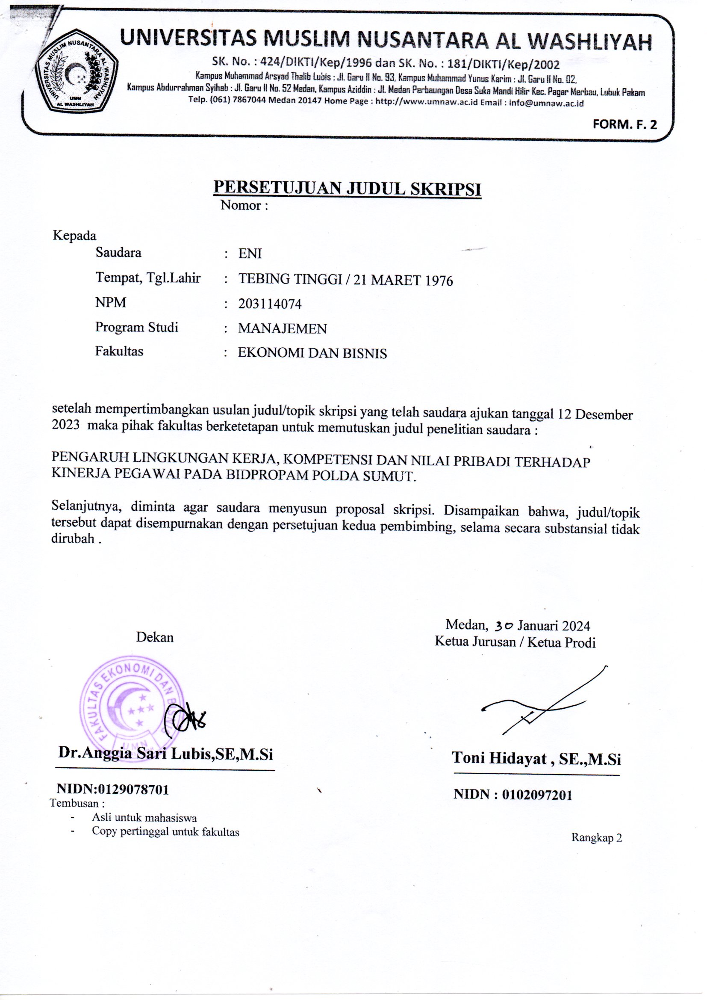 UNIVERSITAS MUSLIM NUSANTARA AL WASHLIYAH
UMN
AL WASHLIYAH
UNIVERSITAS MUSLIM NUSANTARA AL WASHLIYAH
SK. No. : 424/DIKTI/Kep/1996 dan SK. No. : 181/DIKTI/Kep/2002
Kampus Muhammad Arsyad Thalib Lubis : Jl. Garu II No. 93, Kampus Muhammad Yunus Karim : Jl. Garu II No. 02,
Kampus Abdurrahman Syihab : Jl. Garu II No. 52 Medan, Kampus Aziddin : Jl. Medan Perbaungan Desa Suka Mandi Hilir Kec. Pagar Merbau, Lubuk Pakam
Telp. (061) 7867044 Medan 20147 Home Page : http://www.umnaw.ac.id Email : info@umnaw.ac.id
FORM. F. 2
PERSETUJUAN JUDUL SKRIPSI
Nomor :
Kepada
Saudara : ENI
Tempat, Tgl.Lahir : TEBING TINGGI / 21 MARET 1976
NPM : 203114074
Program Studi : MANAJEMEN
Fakultas : EKONOMI DAN BISNIS
setelah mempertimbangkan usulan judul/topik skripsi yang telah saudara ajukan tanggal 12 Desember
2023 maka pihak fakultas berketetapan untuk memutuskan judul penelitian saudara :
PENGARUH LINGKUNGAN KERJA, KOMPETENSI DAN NILAI PRIBADI TERHADAP
KINERJA PEGAWAI PADA BIDPROPAM POLDA SUMUT.
Selanjutnya, diminta agar saudara menyusun proposal skripsi. Disampaikan bahwa, judul/topik
tersebut dapat disempurnakan dengan persetujuan kedua pembimbing, selama secara substansial tidak
dirubah .
Medan, 30 Januari 2024
Dekan
Ketua Jurusan / Ketua Prodi
FAKULTAS EKONOMI DAN BISNIS
UMN
Dr.Anggia Sari Lubis,SE,M.Si
Toni Hidayat , SE.,M.Si
NIDN:0129078701
NIDN : 0102097201
Tembusan :
- Asli untuk mahasiswa
- Copy pertinggal untuk fakultas
Rangkap 2